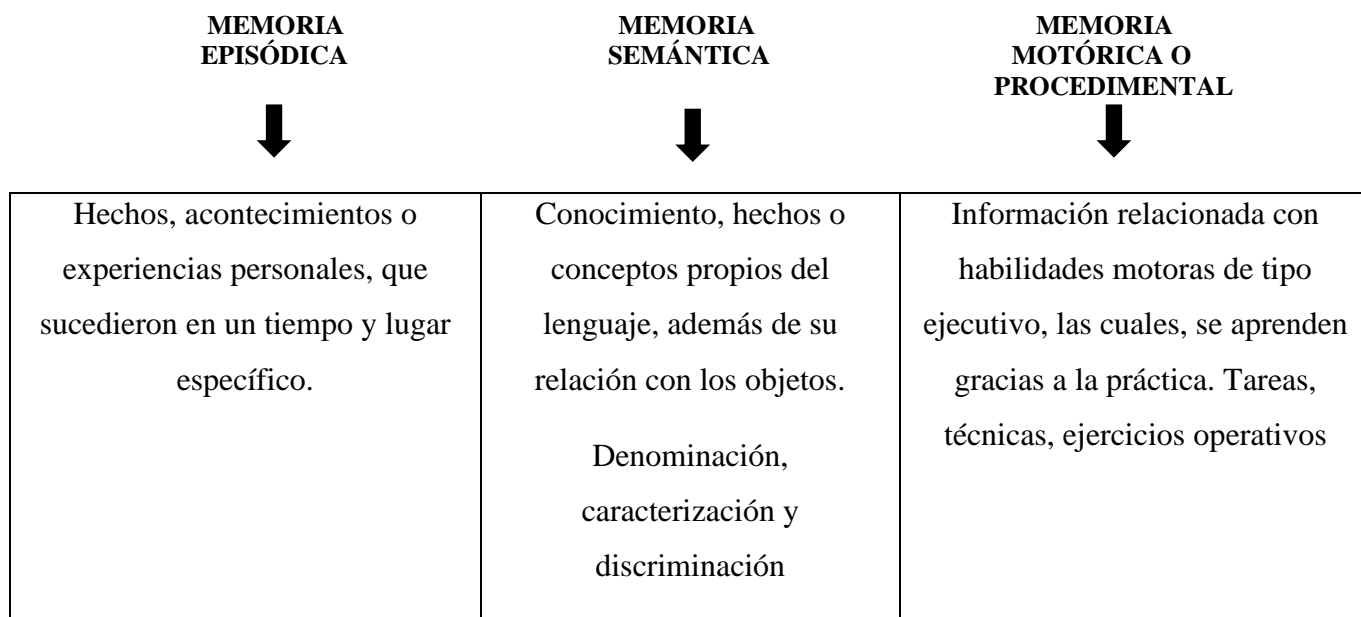 MEMORIA
EPISÓDICA
MEMORIA
SEMÁNTICA
MEMORIA
MOTÓRICA O
PROCEDIMENTAL
Hechos, acontecimientos o
experiencias personales, que
sucedieron en un tiempo y lugar
específico.
Conocimiento, hechos o
conceptos propios del
lenguaje, además de su
relación con los objetos.
Denominación,
caracterización y
discriminación
Información relacionada con
habilidades motoras de tipo
ejecutivo, las cuales, se aprenden
gracias a la práctica. Tareas,
técnicas, ejercicios operativos